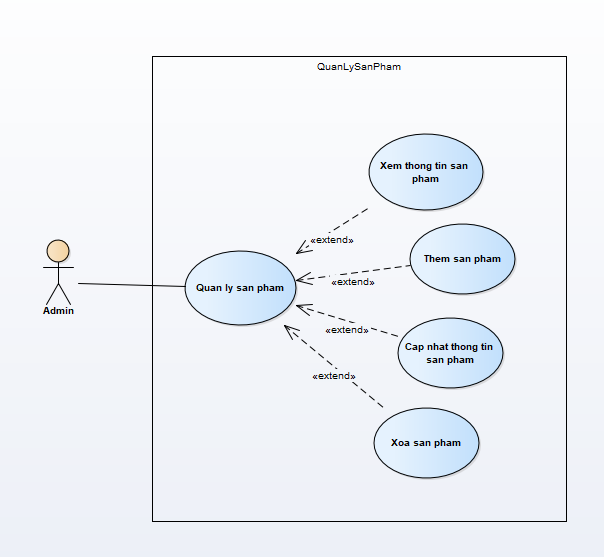 QuanLySanPham
Xem thong tin san
pham
«extend»
Them san pham
«extend»
Quan ly san pham
Admin
«extend»
Cap nhat thong tin
san pham
«extend»
Xoa san pham